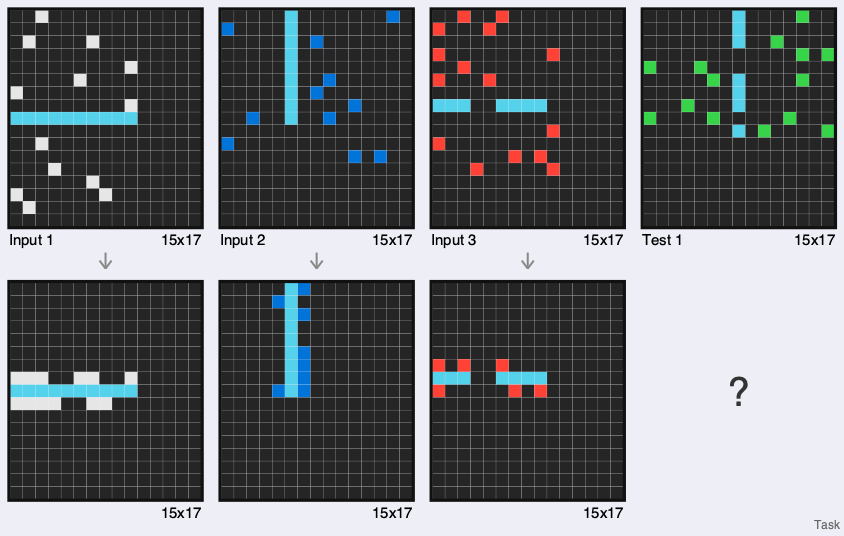 Input 1 15x17
Input 2 15x17
Input 3 15x17
Test 1 15x17
?
15x17
15x17
15x17
Task